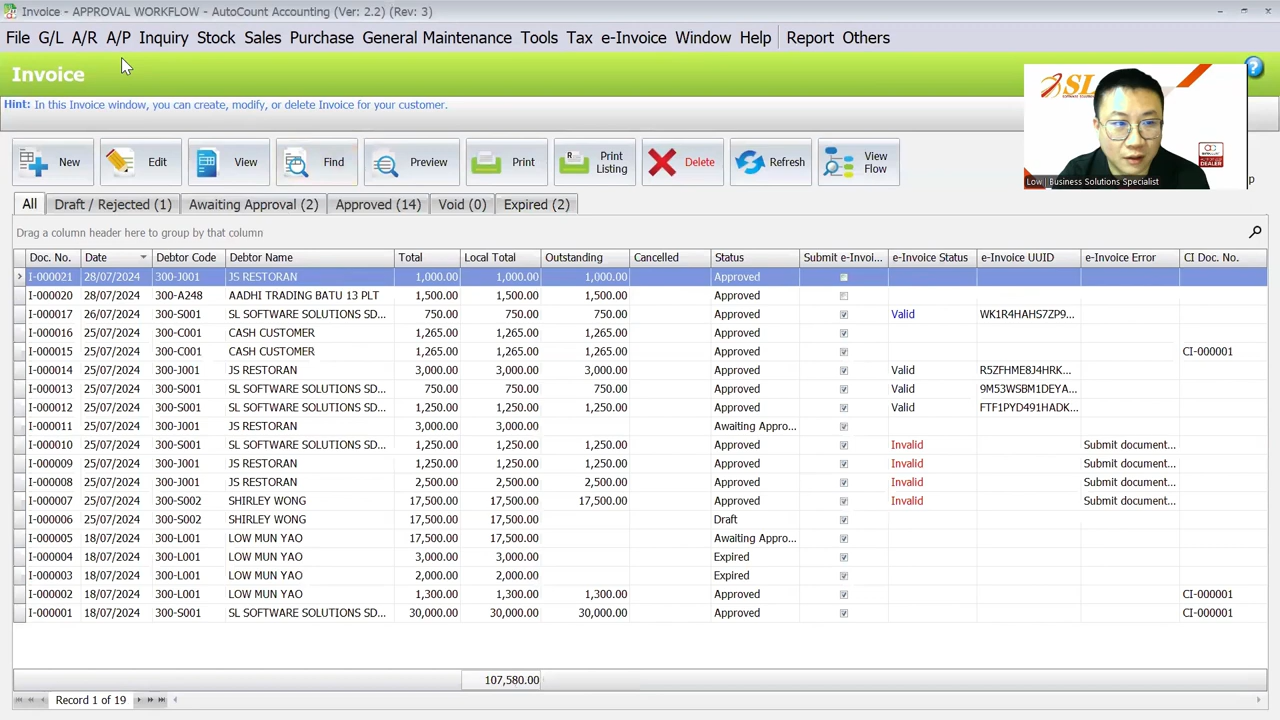 Invoice - APPROVAL WORKFLOW - AutoCount Accounting (Ver: 2.2) (Rev: 3)
File G/L A/R A/P Inquiry Stock Sales Purchase General Maintenance Tools Tax e-Invoice Window Help Report Others
Invoice
Hint: In this Invoice window, you can create, modify, or delete Invoice for your customer.
New Edit View Find Preview Print Print Listing Delete Refresh View Flow
SL
Low | Business Solutions Specialist
All Draft / Rejected (1) Awaiting Approval (2) Approved (14) Void (0) Expired (2)
Drag a column header here to group by that column
Doc. No. Date Debtor Code Debtor Name Total Local Total Outstanding Cancelled Status Submit e-Invoi... e-Invoice Status e-Invoice UUID e-Invoice Error CI Doc. No.
I-000021 28/07/2024 300-J001 JS RESTORAN 1,000.00 1,000.00 1,000.00 Approved
I-000020 28/07/2024 300-A248 AADHI TRADING BATU 13 PLT 1,500.00 1,500.00 1,500.00 Approved
I-000017 26/07/2024 300-S001 SL SOFTWARE SOLUTIONS SD... 750.00 750.00 750.00 Approved Valid WK1R4HAHS7ZP9...
I-000016 25/07/2024 300-C001 CASH CUSTOMER 1,265.00 1,265.00 1,265.00 Approved
I-000015 25/07/2024 300-C001 CASH CUSTOMER 1,265.00 1,265.00 1,265.00 Approved CI-000001
I-000014 25/07/2024 300-J001 JS RESTORAN 3,000.00 3,000.00 3,000.00 Approved Valid R5ZFHME8J4HRK...
I-000013 25/07/2024 300-S001 SL SOFTWARE SOLUTIONS SD... 750.00 750.00 750.00 Approved Valid 9M53WSBM1DEYA...
I-000012 25/07/2024 300-S001 SL SOFTWARE SOLUTIONS SD... 1,250.00 1,250.00 1,250.00 Approved Valid FTF1PYD491HADK...
I-000011 25/07/2024 300-J001 JS RESTORAN 3,000.00 3,000.00 Awaiting Appro...
I-000010 25/07/2024 300-S001 SL SOFTWARE SOLUTIONS SD... 1,250.00 1,250.00 1,250.00 Approved Invalid Submit document...
I-000009 25/07/2024 300-J001 JS RESTORAN 1,250.00 1,250.00 1,250.00 Approved Invalid Submit document...
I-000008 25/07/2024 300-J001 JS RESTORAN 2,500.00 2,500.00 2,500.00 Approved Invalid Submit document...
I-000007 25/07/2024 300-S002 SHIRLEY WONG 17,500.00 17,500.00 17,500.00 Approved Invalid Submit document...
I-000006 25/07/2024 300-S002 SHIRLEY WONG 17,500.00 17,500.00 Draft
I-000005 18/07/2024 300-L001 LOW MUN YAO 17,500.00 17,500.00 Awaiting Appro...
I-000004 18/07/2024 300-L001 LOW MUN YAO 3,000.00 3,000.00 Expired
I-000003 18/07/2024 300-L001 LOW MUN YAO 2,000.00 2,000.00 Expired
I-000002 18/07/2024 300-L001 LOW MUN YAO 1,300.00 1,300.00 1,300.00 Approved CI-000001
I-000001 18/07/2024 300-S001 SL SOFTWARE SOLUTIONS SD... 30,000.00 30,000.00 30,000.00 Approved CI-000001
107,580.00
Record 1 of 19